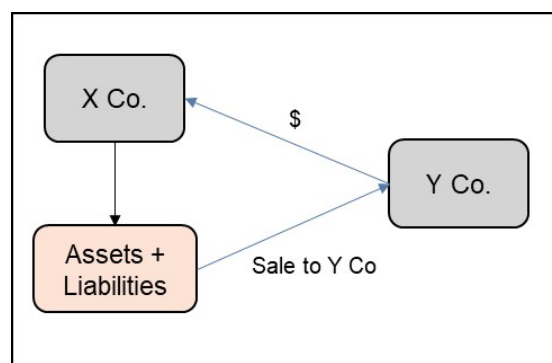 X Co.
$
Y Co.
Assets +
Liabilities
Sale to Y Co